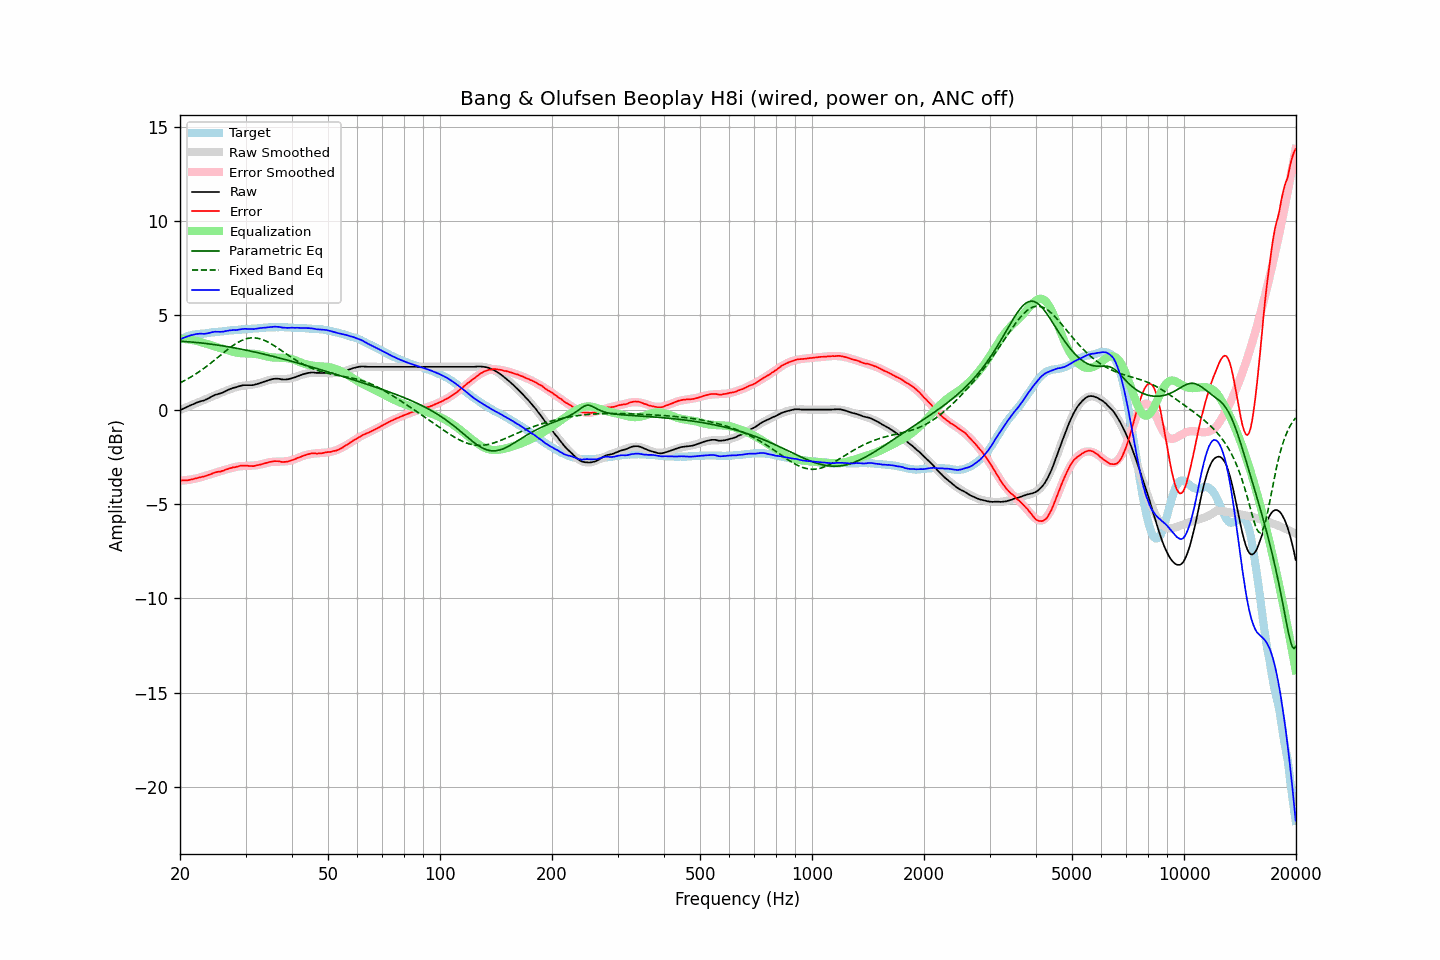 Bang & Olufsen Beoplay H8i (wired, power on, ANC off)
Target
Raw Smoothed
Error Smoothed
Raw
Error
Equalization
Parametric Eq
Fixed Band Eq
Equalized
15
10
5
0
−5
−10
−15
−20
Amplitude (dBr)
20 50 100 200 500 1000 2000 5000 10000 20000
Frequency (Hz)